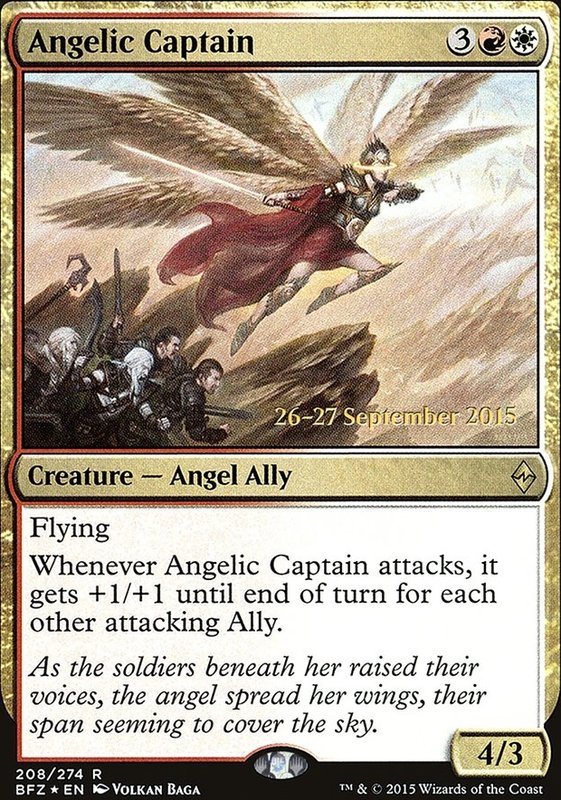 Angelic Captain 3
26–27 September 2015
Creature — Angel Ally
Flying
Whenever Angelic Captain attacks, it
gets +1/+1 until end of turn for each
other attacking Ally.
As the soldiers beneath her raised their
voices, the angel spread her wings, their
span seeming to cover the sky.
4/3
208/274 R
BFZ ★ EN Volkan Baga
™ & © 2015 Wizards of the Coast